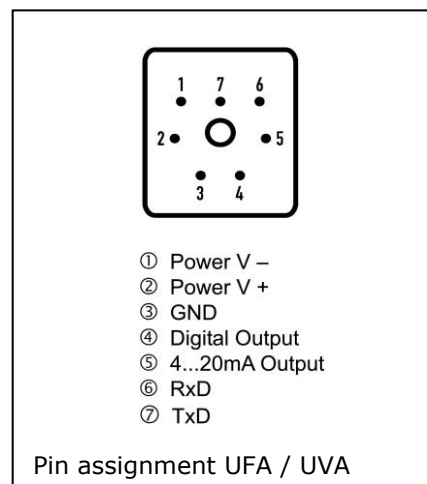 1 7 6
2 5
3 4
① Power V –
② Power V +
③ GND
④ Digital Output
⑤ 4...20mA Output
⑥ RxD
⑦ TxD
Pin assignment UFA / UVA